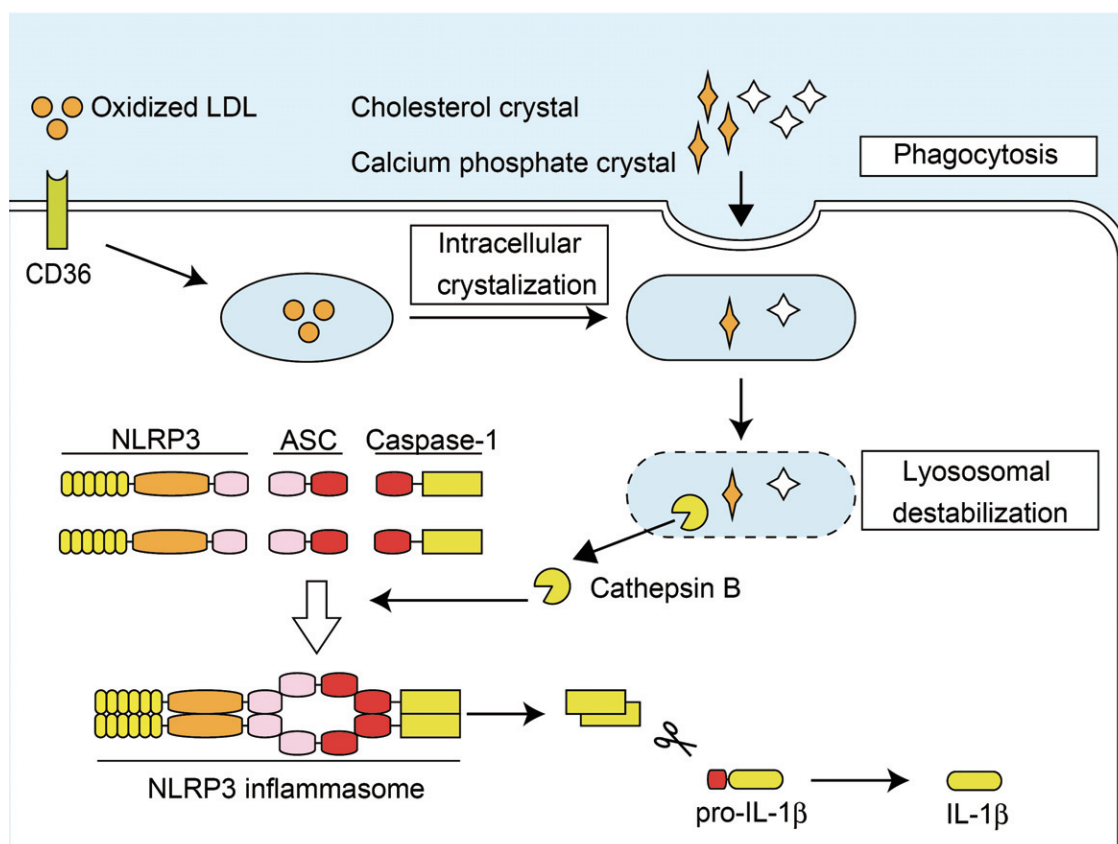 Oxidized LDL
Cholesterol crystal
Calcium phosphate crystal
Phagocytosis
CD36
Intracellular
crystalization
NLRP3
ASC
Caspase-1
Lyososomal
destabilization
Cathepsin B
NLRP3 inflammasome
pro-IL-1β
IL-1β